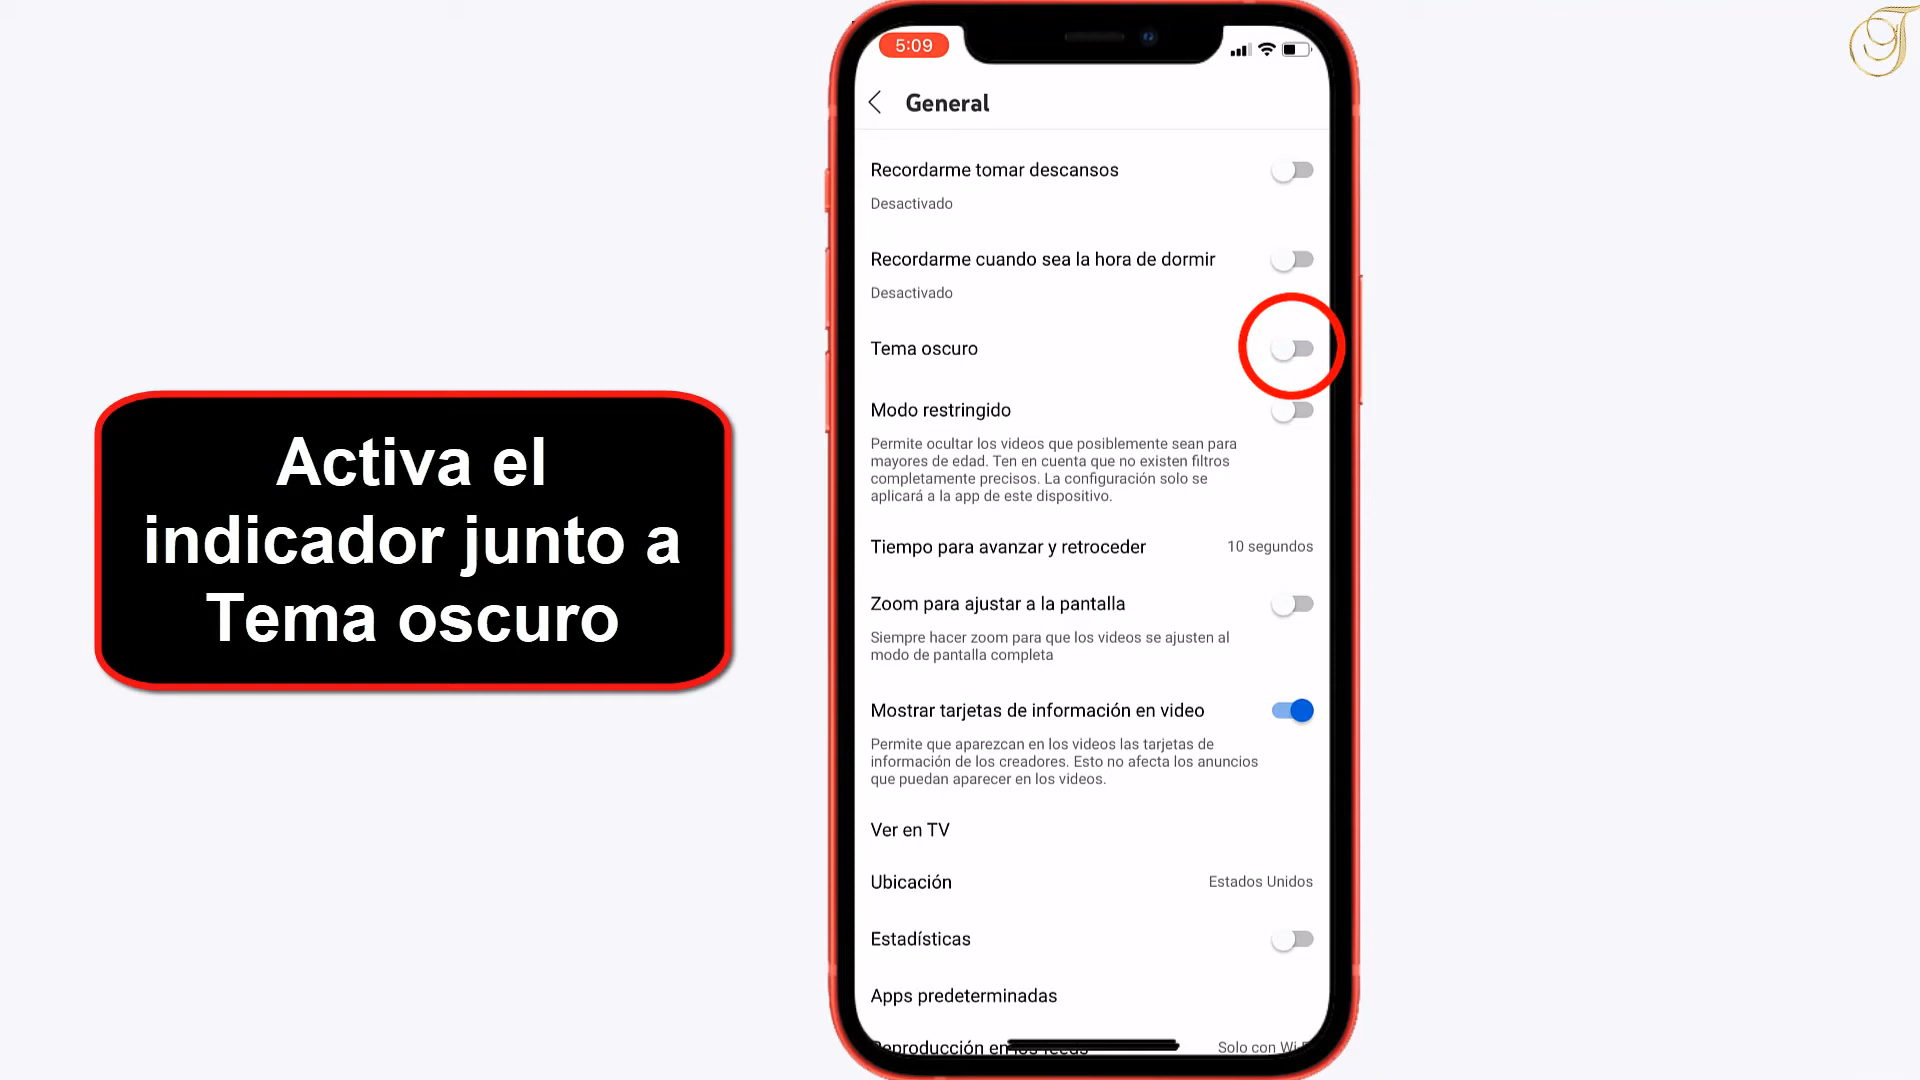 5:09
General
Recordarme tomar descansos
Desactivado
Recordarme cuando sea la hora de dormir
Desactivado
Tema oscuro
Modo restringido
Permite ocultar los videos que posiblemente sean para
mayores de edad. Ten en cuenta que no existen filtros
completamente precisos. La configuración solo se
aplicará a la app de este dispositivo.
Tiempo para avanzar y retroceder 10 segundos
Zoom para ajustar a la pantalla
Siempre hacer zoom para que los videos se ajusten al
modo de pantalla completa
Mostrar tarjetas de información en video
Permite que aparezcan en los videos las tarjetas de
información de los creadores. Esto no afecta los anuncios
que puedan aparecer en los videos.
Ver en TV
Ubicación Estados Unidos
Estadísticas
Apps predeterminadas
Solo con
Activa el
indicador junto a
Tema oscuro